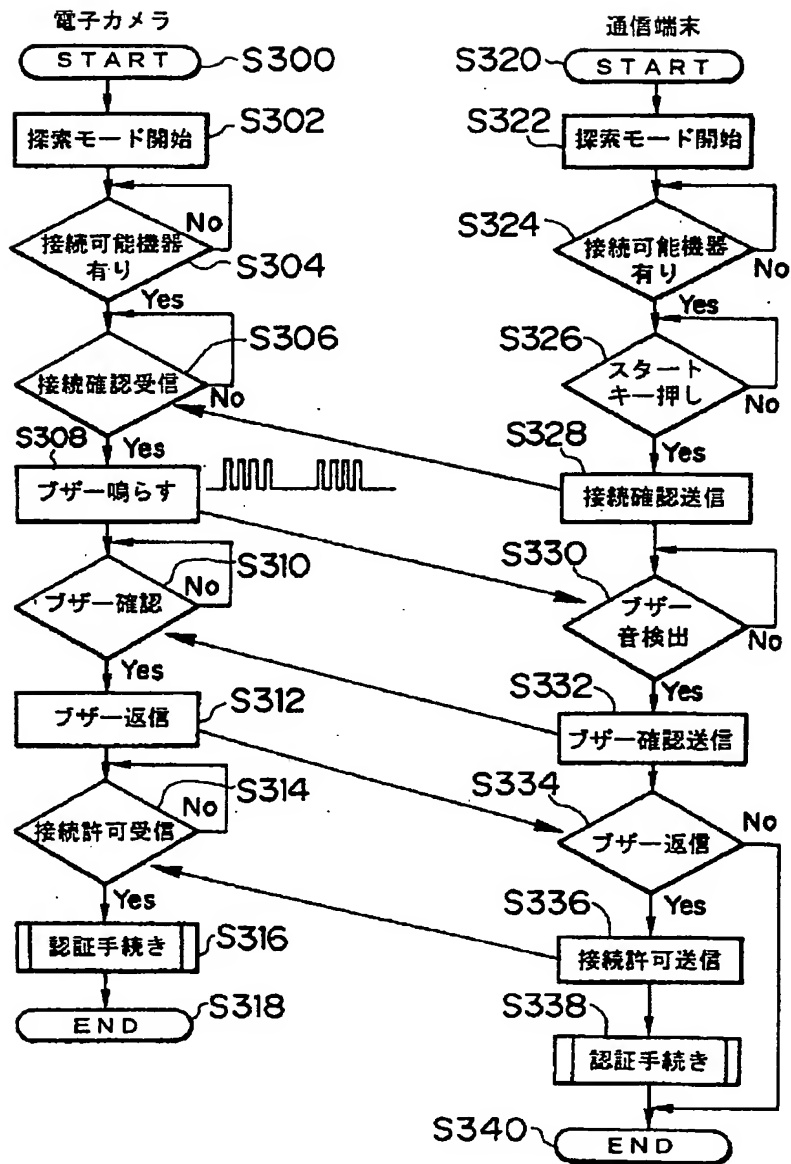 電子カメラ
START
S300
探索モード開始
S302
No
接続可能機器
有り
S304
Yes
接続確認受信
S306
No
Yes
S308
ブザー鳴らす
ブザー確認
S310
No
Yes
ブザー返信
S312
接続許可受信
S314
No
Yes
認証手続き
S316
END
S318
通信端末
S320
START
S322
探索モード開始
S324
接続可能機器
有り
No
Yes
S326
スタート
キー押し
No
Yes
S328
接続確認送信
S330
ブザー
音検出
No
Yes
S332
ブザー確認送信
S334
ブザー返信
No
Yes
S336
接続許可送信
S338
認証手続き
S340
END